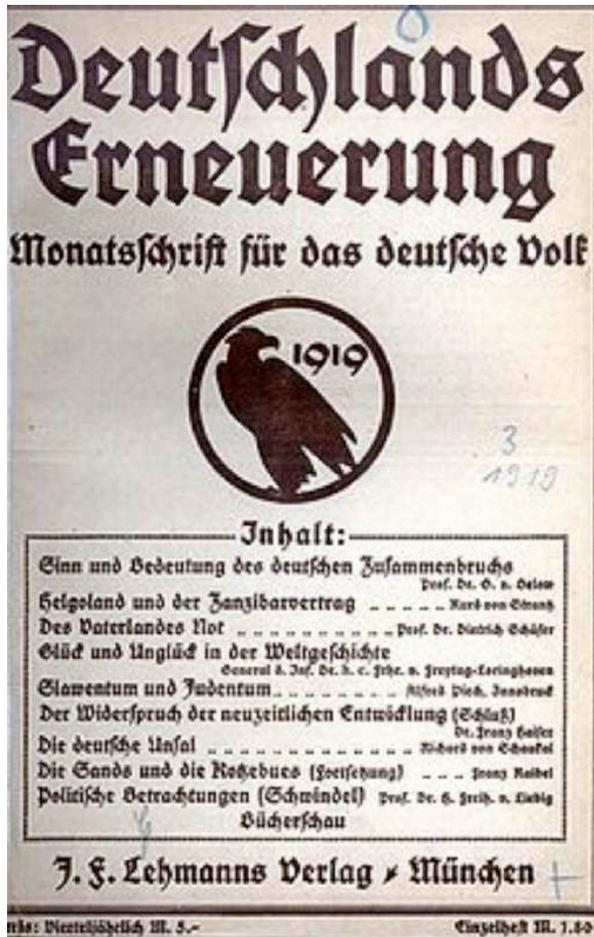 Deutschlands
Erneuerung
Monatsschrift für das deutsche Volk
1919
3
1919
Inhalt:
Sinn und Bedeutung des deutschen Zusammenbruchs
Prof. Dr. G. v. Below
Helgoland und der Zanzibarvertrag _ _ _ _ _ Kurd von Strantz
Des Vaterlandes Not _ _ _ _ _ _ _ _ _ _ Prof. Dr. Dietrich Schäfer
Glück und Unglück in der Weltgeschichte
General d. Inf. Dr. h. c. Frhr. v. Freytag-Loringhoven
Slawentum und Judentum _ _ _ _ _ _ _ _ Alfred Pisch, Innsbruck
Der Widerspruch der neuzeitlichen Entwicklung (Schluß)
Dr. Franz Haiser
Die deutsche Unsal _ _ _ _ _ _ _ _ _ _ _ _ Richard von Schaukal
Die Sands und die Kotzebues (Fortsetzung) _ _ _ Franz Kaibel
Politische Betrachtungen (Schwindel) Prof. Dr. H. Freih. v. Liebig
Bücherschau
J. F. Lehmanns Verlag / München
Vierteljährlich M. 5.-
Einzelheft M. 1.80